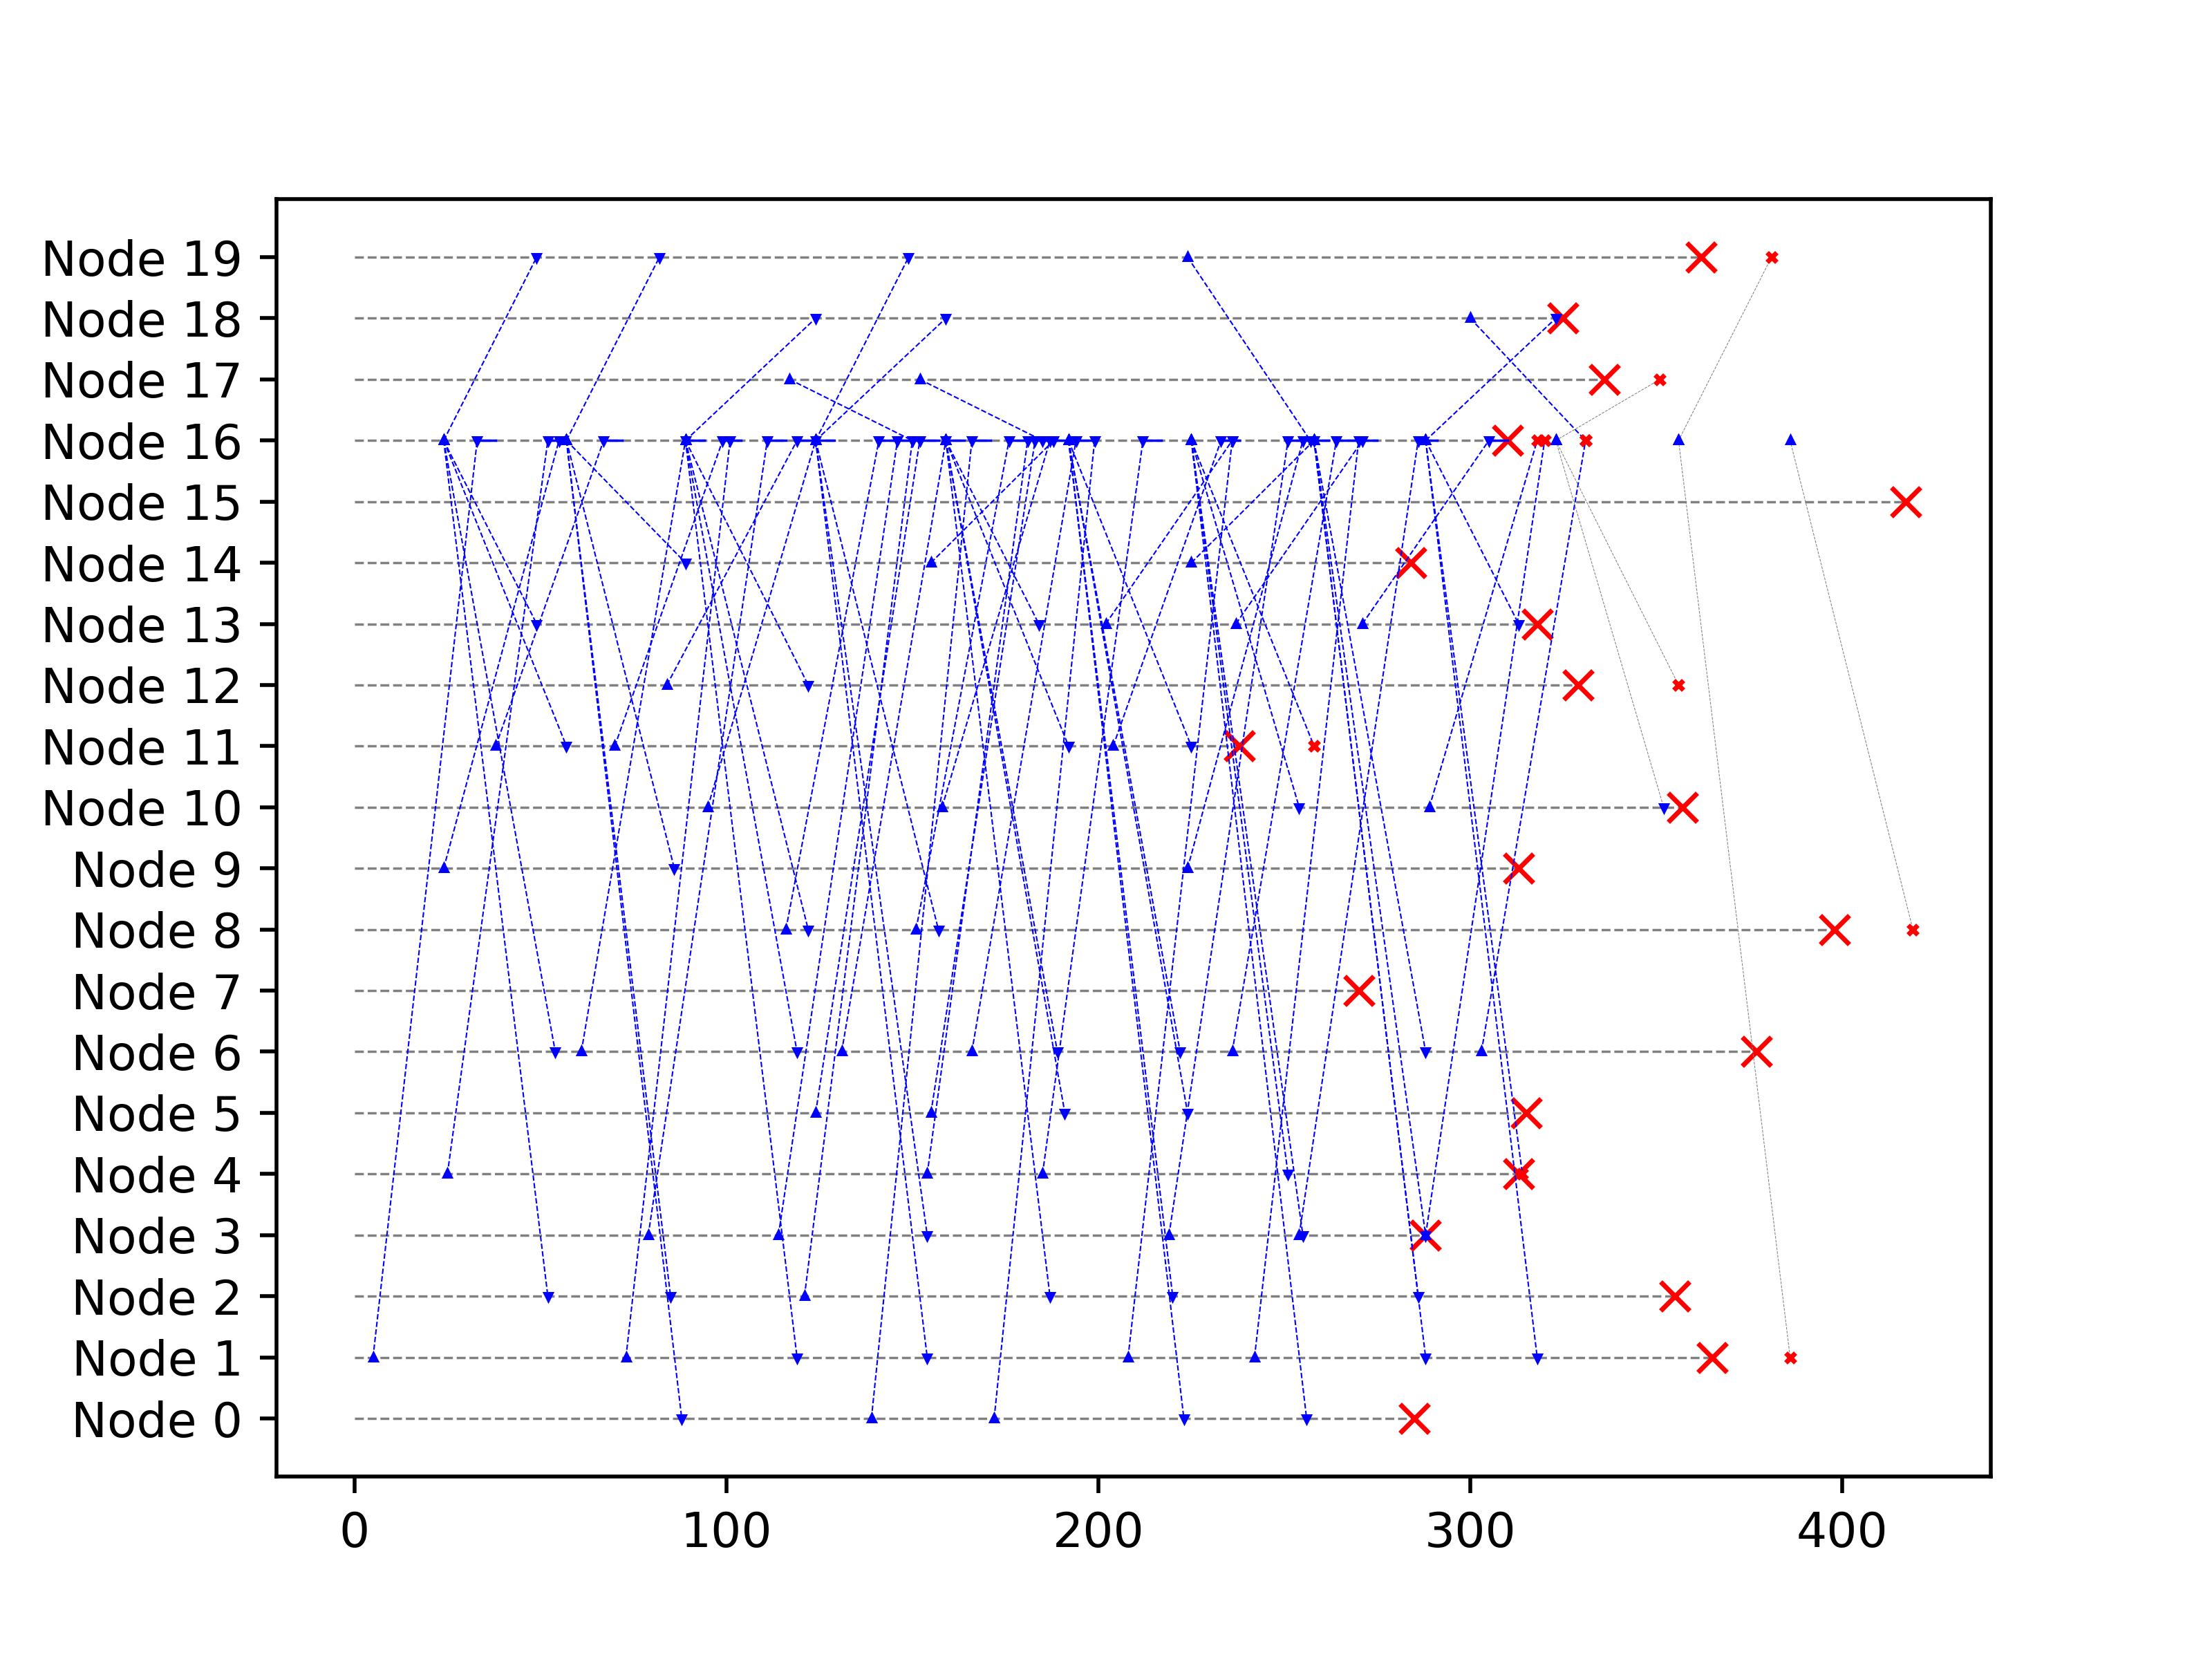 Node 19
Node 18
Node 17
Node 16
Node 15
Node 14
Node 13
Node 12
Node 11
Node 10
Node 9
Node 8
Node 7
Node 6
Node 5
Node 4
Node 3
Node 2
Node 1
Node 0
0 100 200 300 400